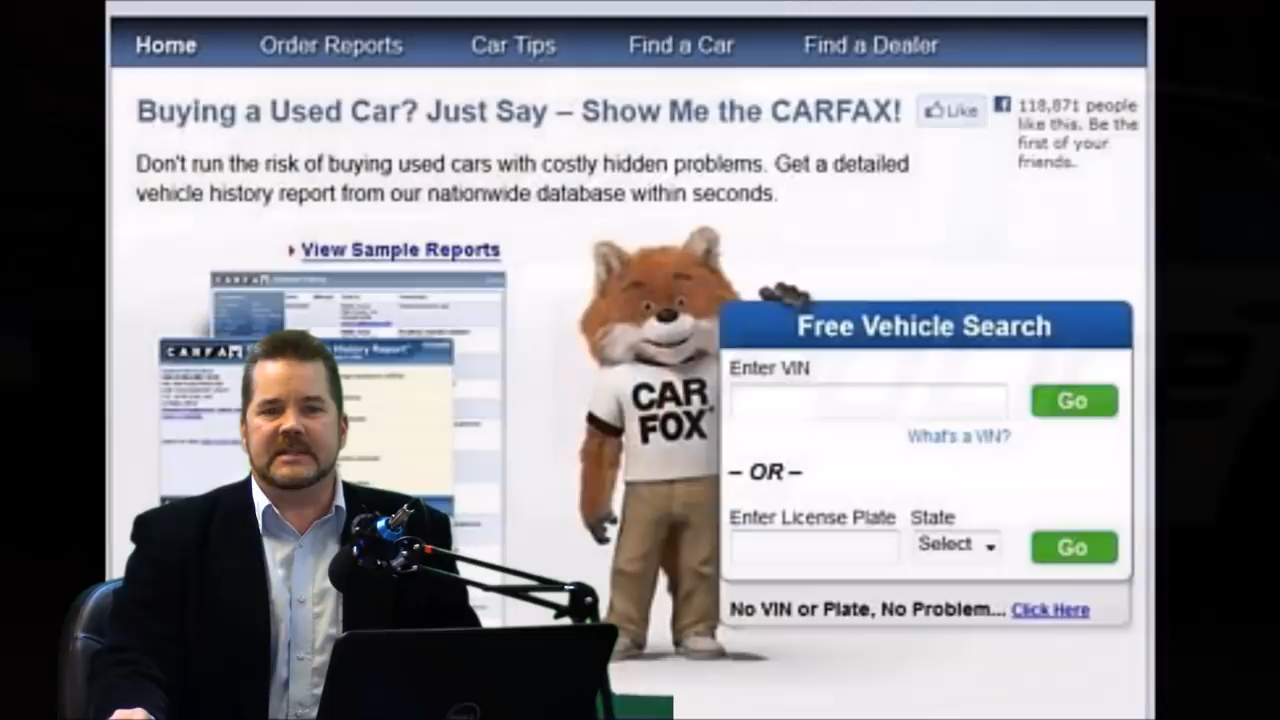 Home Order Reports Car Tips Find a Car Find a Dealer
Buying a Used Car? Just Say – Show Me the CARFAX!
Like
118,871 people
like this. Be the
first of your
friends.
Don't run the risk of buying used cars with costly hidden problems. Get a detailed
vehicle history report from our nationwide database within seconds.
View Sample Reports
CARFAX
CARFAX
History Report
CAR
FOX
Free Vehicle Search
Enter VIN
Go
What's a VIN?
– OR –
Enter License Plate State
Select
Go
No VIN or Plate, No Problem... Click Here